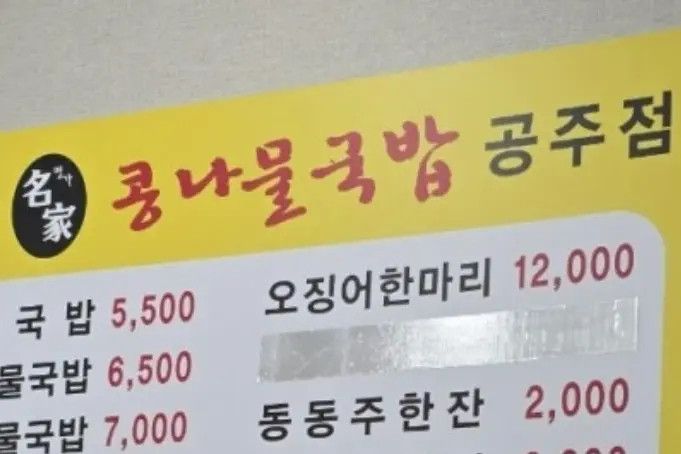 名家 명가 콩나물국밥 공주점
국밥 5,500
물국밥 6,500
물국밥 7,000
오징어한마리 12,000
동동주한잔 2,000